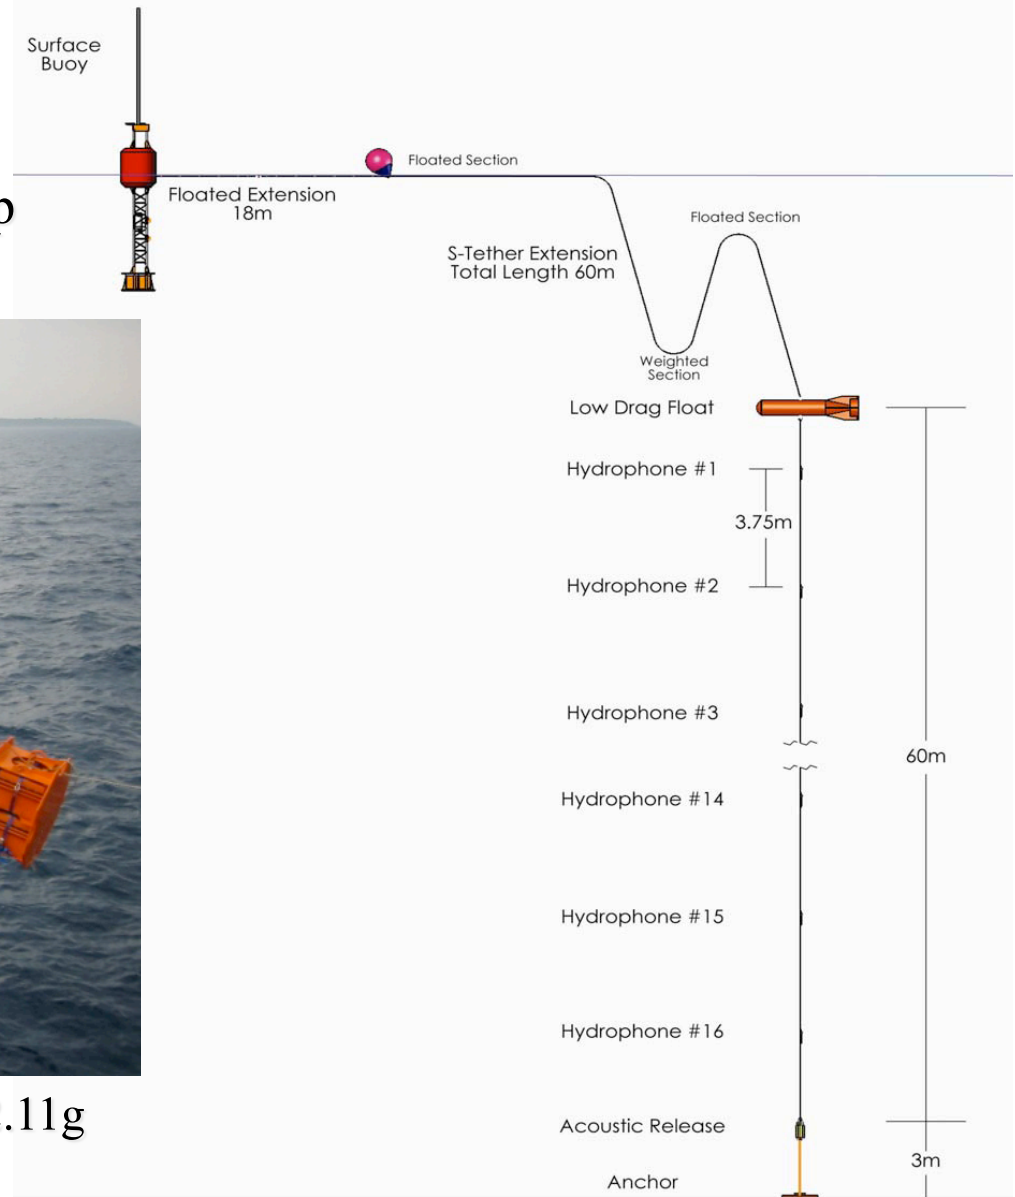 Surface
Buoy
Floated Section
Floated Extension
18m
p
Floated Section
S-Tether Extension
Total Length 60m
Weighted
Section
Low Drag Float
Hydrophone #1
3.75m
Hydrophone #2
Hydrophone #3
60m
Hydrophone #14
Hydrophone #15
Hydrophone #16
.11g
Acoustic Release
3m
Anchor